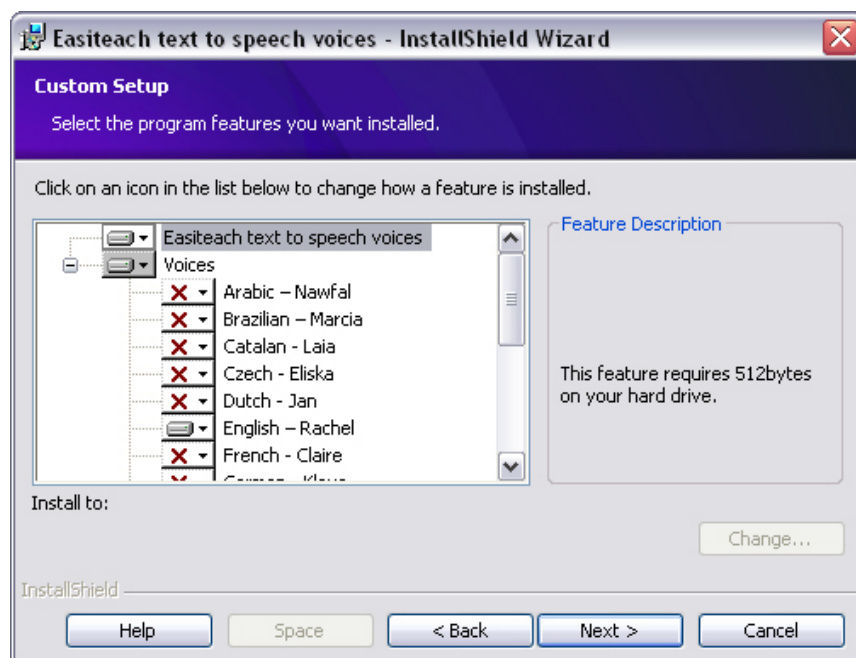 Easiteach text to speech voices - InstallShield Wizard
Custom Setup
Select the program features you want installed.
Click on an icon in the list below to change how a feature is installed.
Easiteach text to speech voices
Voices
Arabic – Nawfal
Brazilian – Marcia
Catalan - Laia
Czech - Eliska
Dutch - Jan
English – Rachel
French - Claire
Feature Description
This feature requires 512bytes
on your hard drive.
Install to:
Change...
InstallShield
Help
Space
< Back
Next >
Cancel